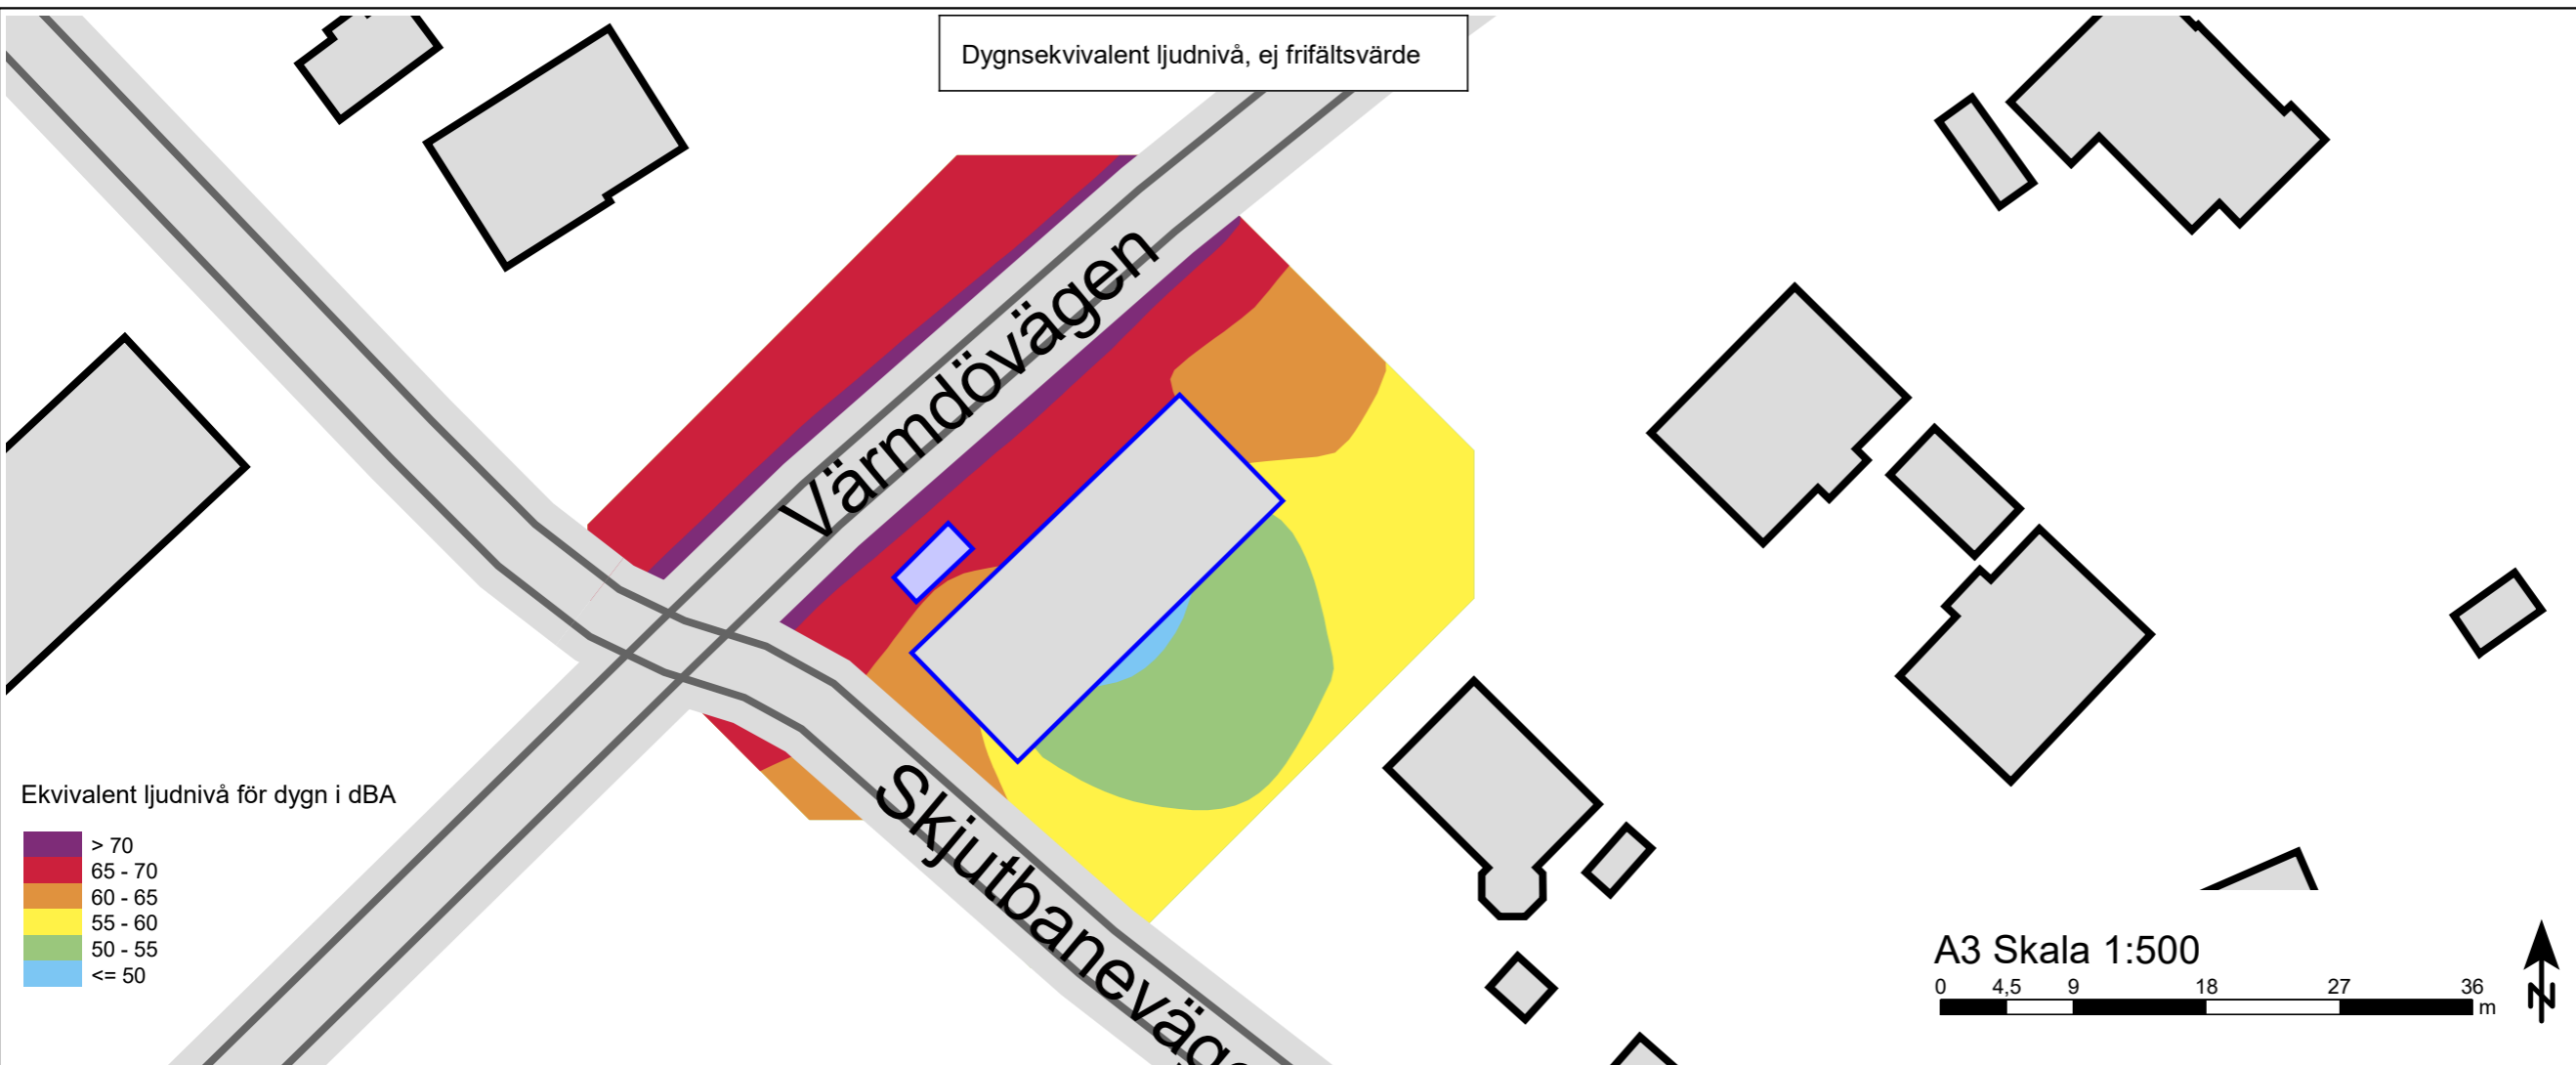 Dygnsekvivalent ljudnivå, ej frifältsvärde
Värmdövägen
Skjutbaneväge
Ekvivalent ljudnivå för dygn i dBA
> 70
65 - 70
60 - 65
55 - 60
50 - 55
<= 50
A3 Skala 1:500
0 4,5 9 18 27 36
m
N